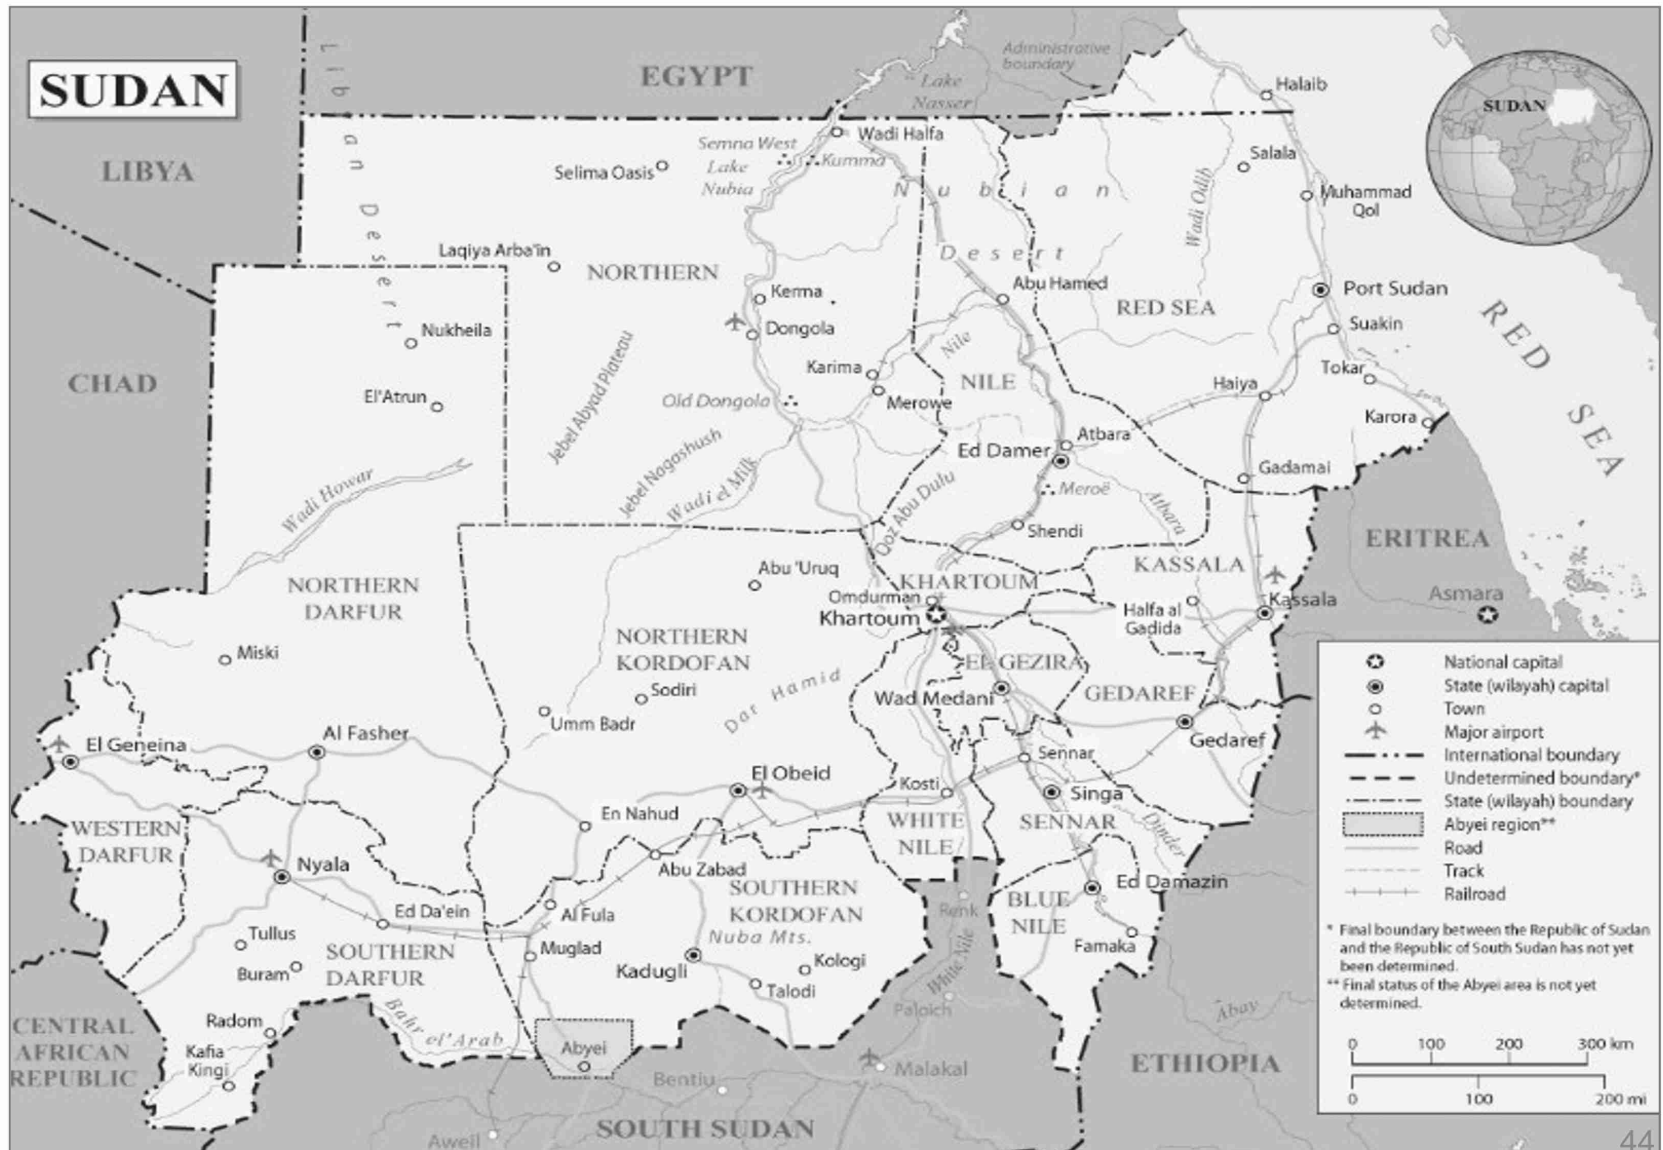 SUDAN
EGYPT
Administrative
boundary
Lake
Nasser
Halaib
SUDAN
LIBYA
Libyan Desert
Semna West
Wadi Halfa
Kumma
Lake
Nubia
Selima Oasis
Salala
Muhammad
Qol
Wadi Odib
Nubian
Desert
Laqiya Arba'in
NORTHERN
Kerma
Abu Hamed
RED SEA
Port Sudan
Suakin
RED SEA
Nukheila
Dongola
Nile
CHAD
Karima
NILE
Haiya
Tokar
El'Atrun
Jebel Abyad Plateau
Old Dongola
Merowe
Karora
Atbara
Ed Damer
Jebel Nagashush
Wadi el Milk
Gadamai
Wadi Howar
Qoz Abu Dulu
Meroë
Atbara
Shendi
ERITREA
KASSALA
Abu 'Uruq
NORTHERN
DARFUR
KHARTOUM
Omdurman
Khartoum
Halfa al
Gadida
Kassala
Asmara
NORTHERN
KORDOFAN
Miski
Sodiri
Dar Hamid
EL GEZIRA
Wad Medani
GEDAREF
Umm Badr
Al Fasher
El Geneina
Gedaref
Sennar
El Obeid
Kosti
Singa
En Nahud
WHITE
NILE
SENNAR
Dinder
WESTERN
DARFUR
Nyala
Abu Zabad
SOUTHERN
KORDOFAN
Nuba Mts.
Ed Damazin
BLUE
NILE
Renk
Ed Da'ein
Al Fula
Tullus
SOUTHERN
DARFUR
Muglad
Famaka
Buram
Kadugli
Kologi
Talodi
White Nile
Paloich
Abay
CENTRAL
AFRICAN
REPUBLIC
Radom
Kafia
Kingi
Bahr el'Arab
Abyei
Bentiu
Malakal
ETHIOPIA
Aweil
SOUTH SUDAN
National capital
State (wilayah) capital
Town
Major airport
International boundary
Undetermined boundary*
State (wilayah) boundary
Abyei region**
Road
Track
Railroad
* Final boundary between the Republic of Sudan
and the Republic of South Sudan has not yet
been determined.
** Final status of the Abyei area is not yet
determined.
0 100 200 300 km
0 100 200 mi
44